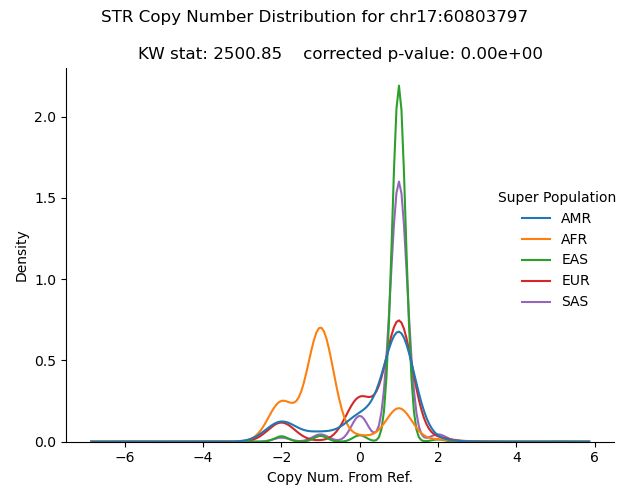 STR Copy Number Distribution for chr17:60803797
KW stat: 2500.85    corrected p-value: 0.00e+00
Density
2.0
1.5
1.0
0.5
0.0
Super Population
AMR
AFR
EAS
EUR
SAS
−6 −4 −2 0 2 4 6
Copy Num. From Ref.